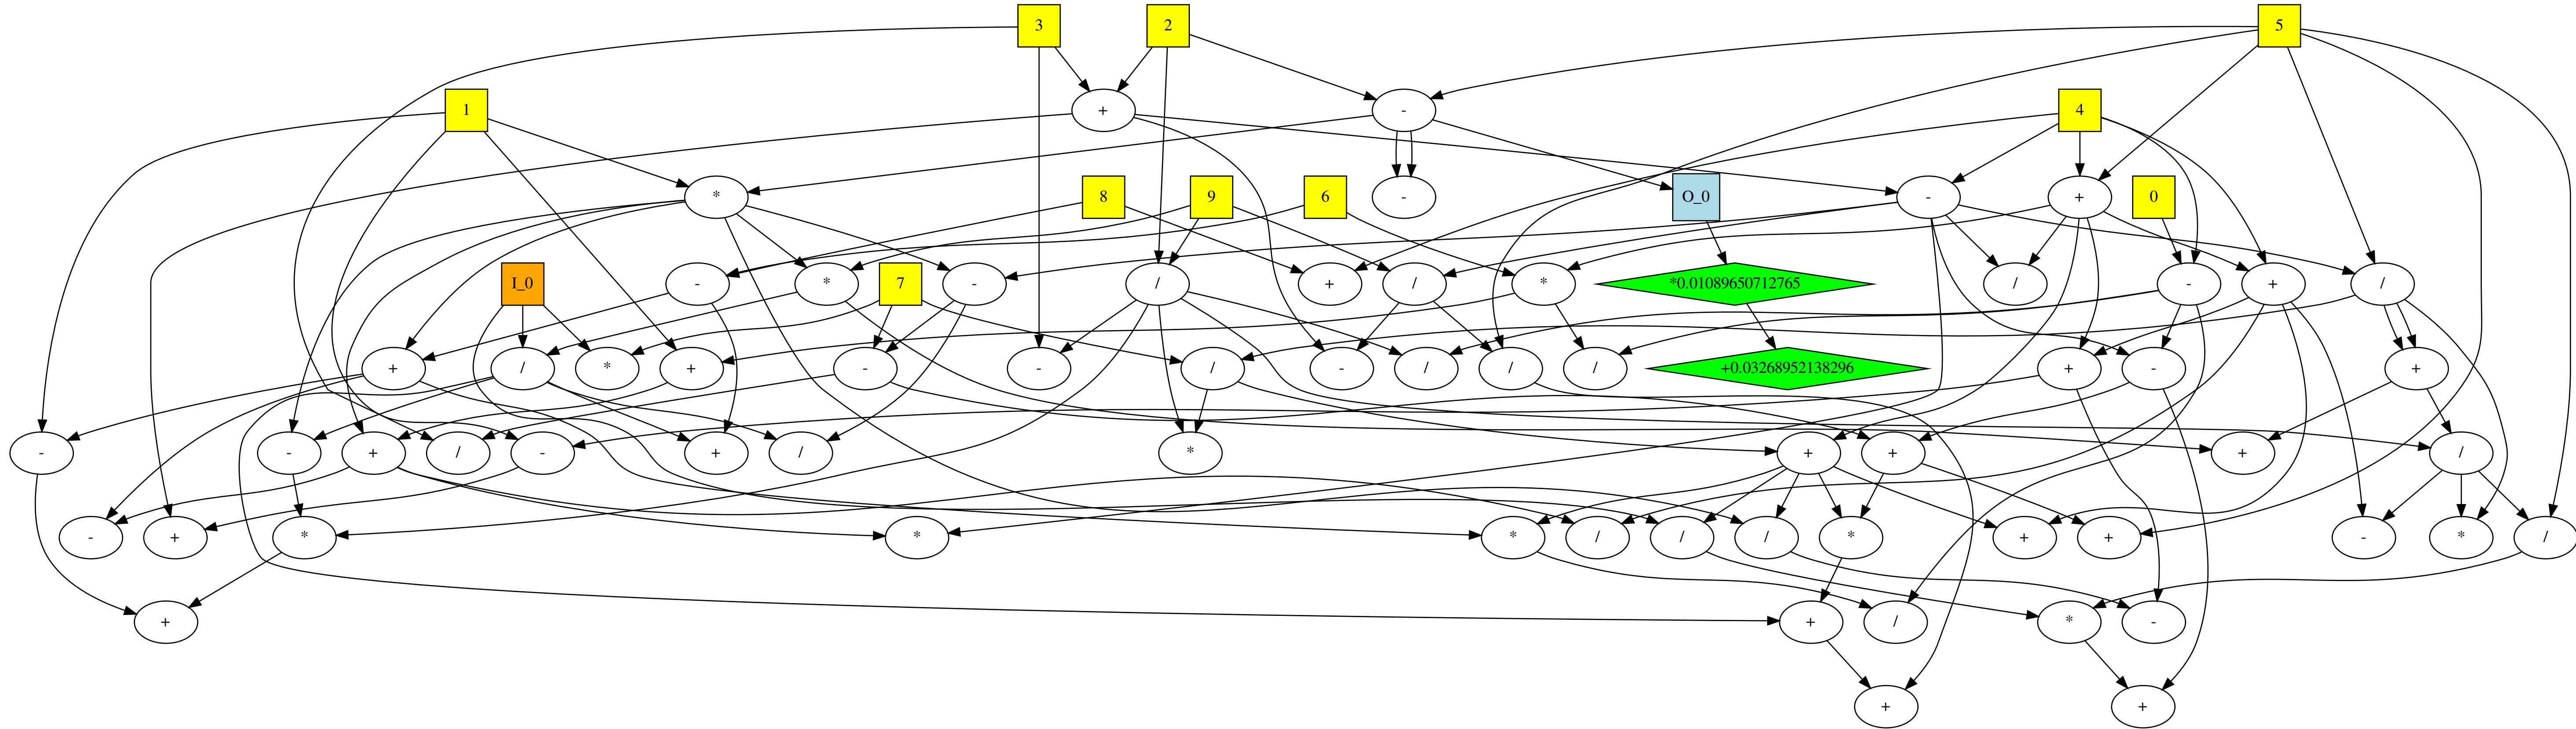 3 2 5
1 + - 4
* 8 9 6 - O_0 - + 0
I_0 - * 7 - / + / * *0.01089650712765 / - + /
+ / * + - - / - / / / +0.03268952138296 + - +
- - + / - + / * + + + /
- + * * * / / / * + + - * /
+ + / * -
+ +